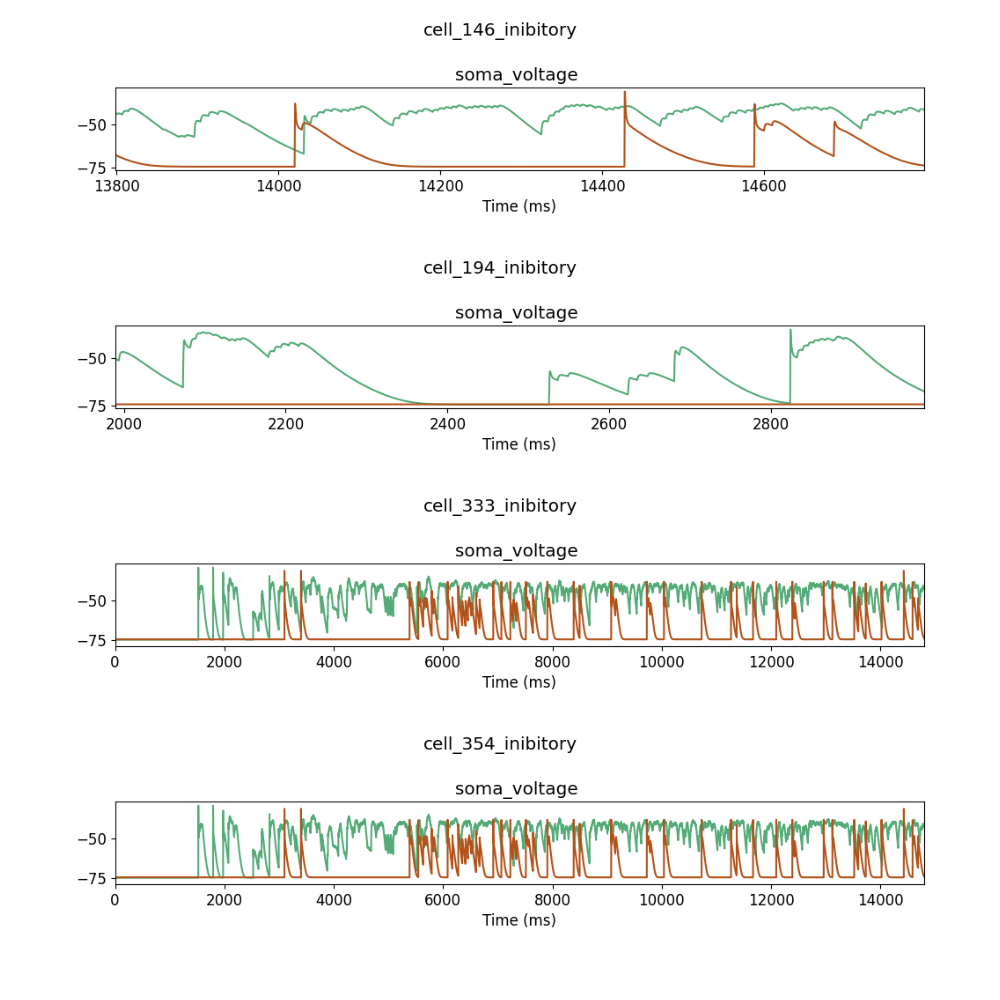 cell_146_inibitory
soma_voltage
−50
−75
13800 14000 14200 14400 14600
Time (ms)
cell_194_inibitory
soma_voltage
−50
−75
2000 2200 2400 2600 2800
Time (ms)
cell_333_inibitory
soma_voltage
−50
−75
0 2000 4000 6000 8000 10000 12000 14000
Time (ms)
cell_354_inibitory
soma_voltage
−50
−75
0 2000 4000 6000 8000 10000 12000 14000
Time (ms)